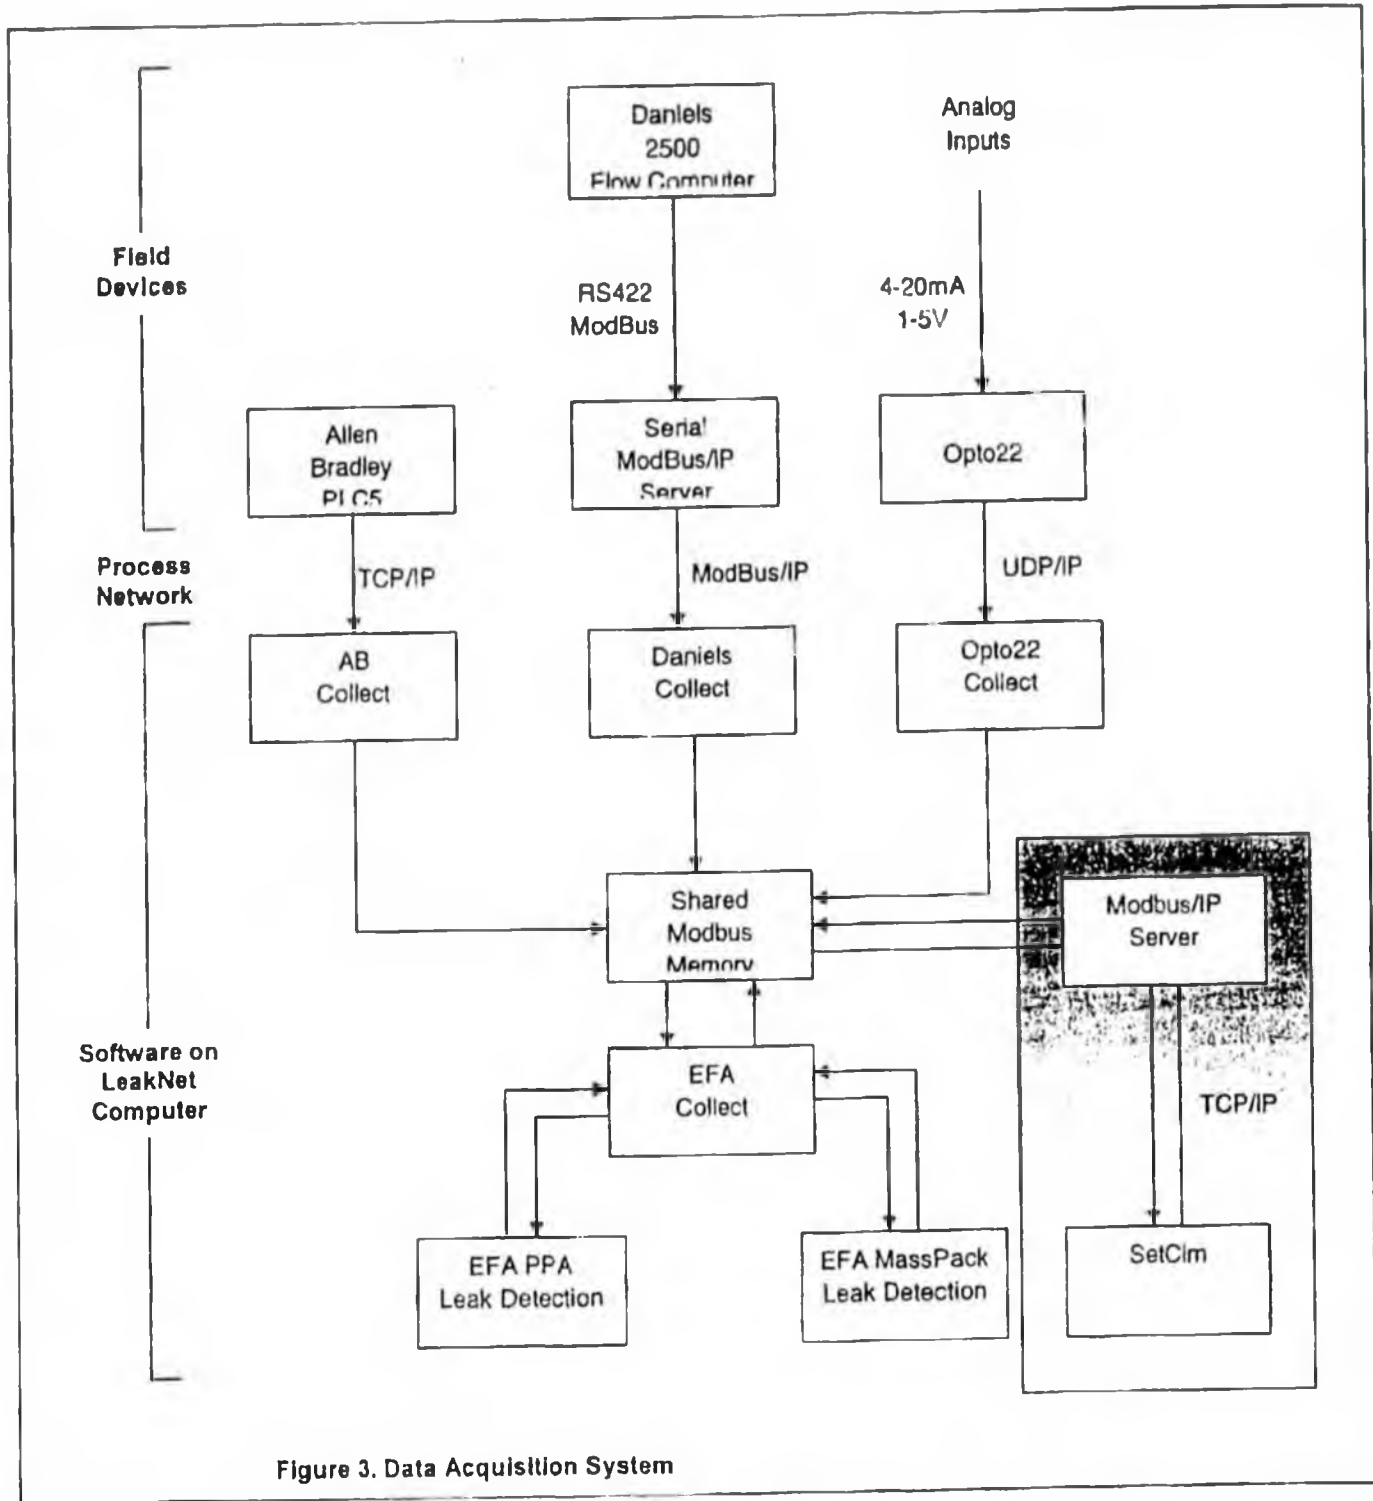 Daniels
2500
Flow Computer
Analog
Inputs
Field
Devices
RS422
ModBus
4-20mA
1-5V
Allen
Bradley
PLC5
Serial
ModBus/IP
Server
Opto22
Process
Network
TCP/IP
ModBus/IP
UDP/IP
AB
Collect
Daniels
Collect
Opto22
Collect
Shared
Modbus
Memory
Modbus/IP
Server
Software on
LeakNet
Computer
EFA
Collect
TCP/IP
EFA PPA
Leak Detection
EFA MassPack
Leak Detection
SetCim
Figure 3. Data Acquisition System